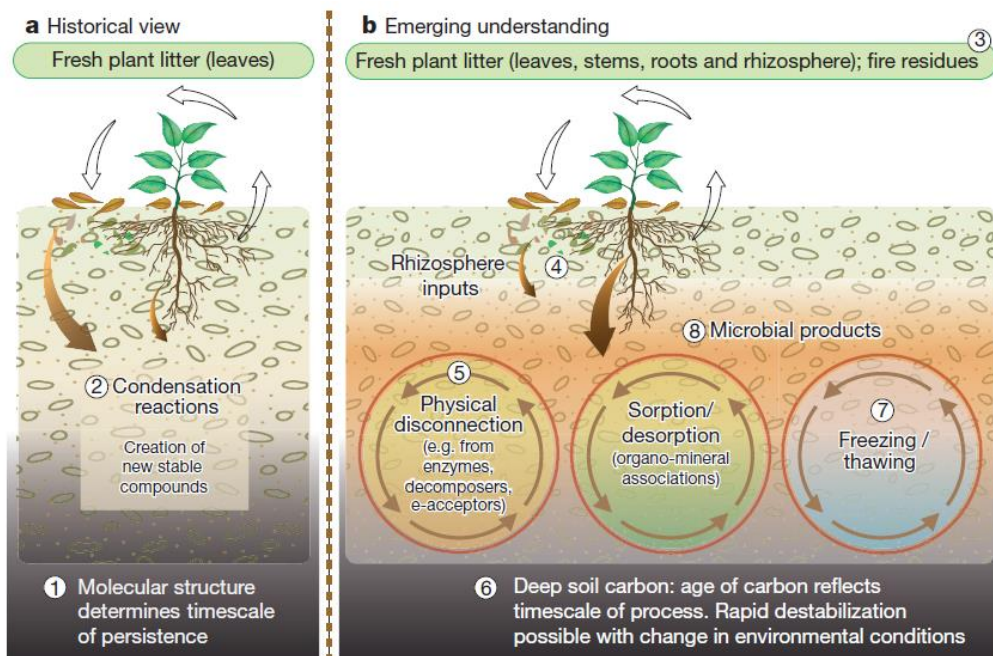 a Historical view
Fresh plant litter (leaves)
② Condensation
reactions
Creation of
new stable
compounds
① Molecular structure
determines timescale
of persistence
b Emerging understanding
③
Fresh plant litter (leaves, stems, roots and rhizosphere); fire residues
Rhizosphere
inputs
④
⑧ Microbial products
⑤
Physical
disconnection
(e.g. from
enzymes,
decomposers,
e-acceptors)
Sorption/
desorption
(organo-mineral
associations)
⑦
Freezing /
thawing
⑥ Deep soil carbon: age of carbon reflects
timescale of process. Rapid destabilization
possible with change in environmental conditions